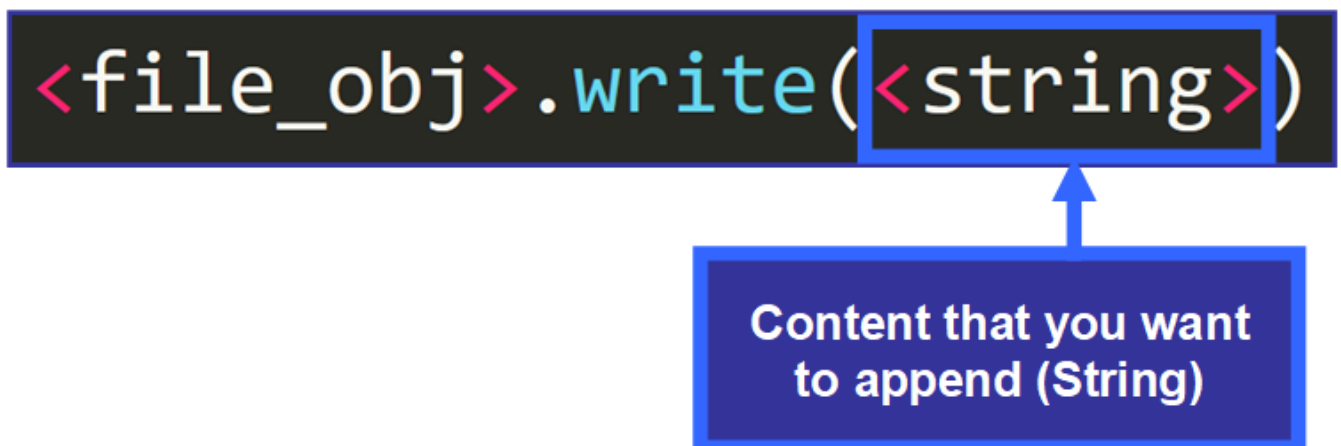 <file_obj>.write(<string>)
Content that you want
to append (String)